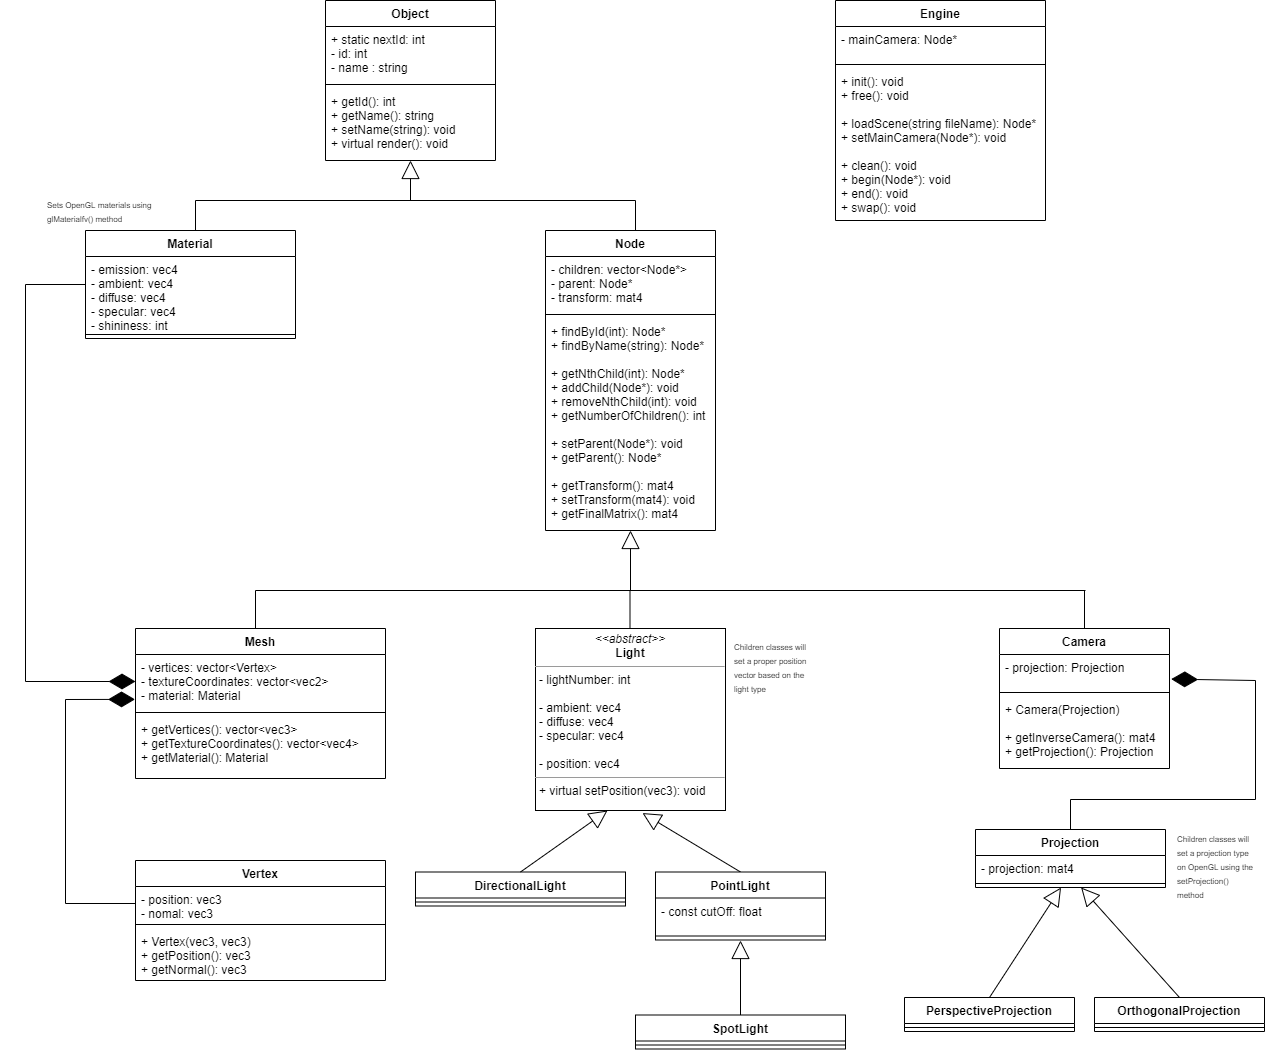 Object
+ static nextId: int
- id: int
- name : string
+ getId(): int
+ getName(): string
+ setName(string): void
+ virtual render(): void
Engine
- mainCamera: Node*
+ init(): void
+ free(): void
+ loadScene(string fileName): Node*
+ setMainCamera(Node*): void
+ clean(): void
+ begin(Node*): void
+ end(): void
+ swap(): void
Sets OpenGL materials using
glMaterialfv() method
Material
- emission: vec4
- ambient: vec4
- diffuse: vec4
- specular: vec4
- shininess: int
Node
- children: vector<Node*>
- parent: Node*
- transform: mat4
+ findById(int): Node*
+ findByName(string): Node*
+ getNthChild(int): Node*
+ addChild(Node*): void
+ removeNthChild(int): void
+ getNumberOfChildren(): int
+ setParent(Node*): void
+ getParent(): Node*
+ getTransform(): mat4
+ setTransform(mat4): void
+ getFinalMatrix(): mat4
Mesh
- vertices: vector<Vertex>
- textureCoordinates: vector<vec2>
- material: Material
+ getVertices(): vector<vec3>
+ getTextureCoordinates(): vector<vec4>
+ getMaterial(): Material
<<abstract>>
Light
- lightNumber: int
- ambient: vec4
- diffuse: vec4
- specular: vec4
- position: vec4
+ virtual setPosition(vec3): void
Children classes will
set a proper position
vector based on the
light type
Camera
- projection: Projection
+ Camera(Projection)
+ getInverseCamera(): mat4
+ getProjection(): Projection
Vertex
- position: vec3
- nomal: vec3
+ Vertex(vec3, vec3)
+ getPosition(): vec3
+ getNormal(): vec3
DirectionalLight
PointLight
- const cutOff: float
SpotLight
Projection
- projection: mat4
Children classes will
set a projection type
on OpenGL using the
setProjection()
method
PerspectiveProjection
OrthogonalProjection